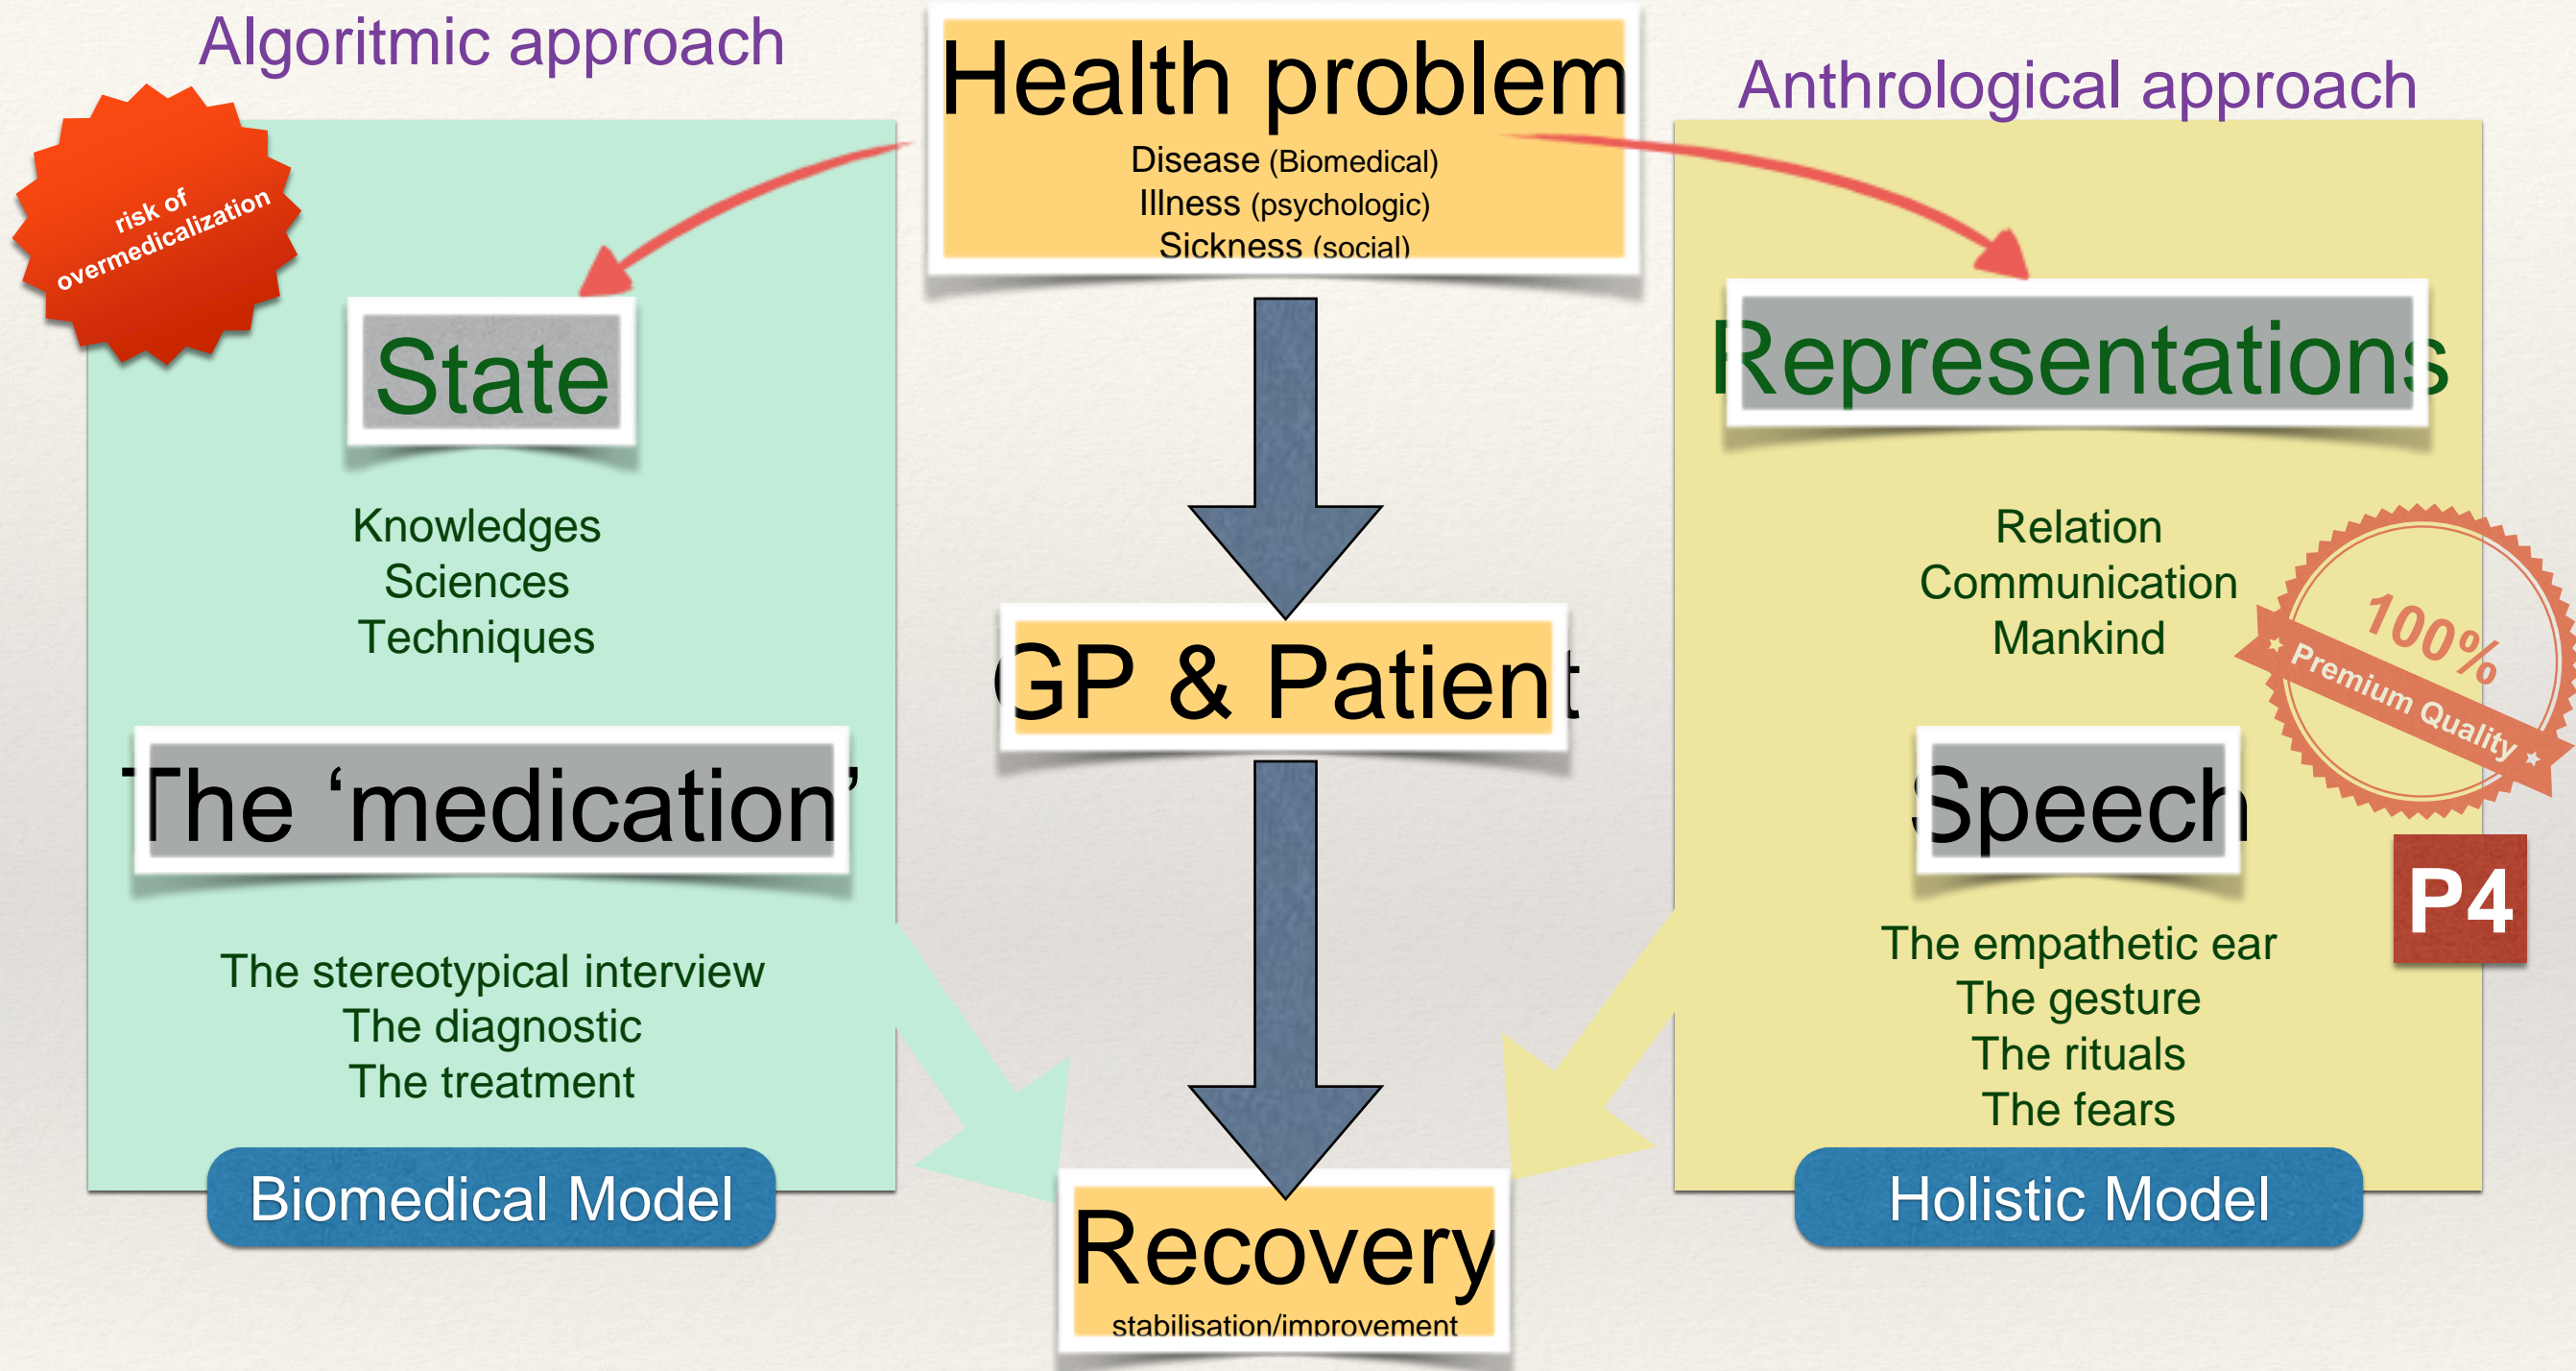 Algoritmic approach
risk of
overmedicalization
State
Knowledges
Sciences
Techniques
The ‘medication’
The stereotypical interview
The diagnostic
The treatment
Biomedical Model
Health problem
Disease (Biomedical)
Illness (psychologic)
Sickness (social)
GP & Patient
Recovery
stabilisation/improvement
Anthrological approach
Representations
Relation
Communication
Mankind
100%
Premium Quality
Speech
P4
The empathetic ear
The gesture
The rituals
The fears
Holistic Model